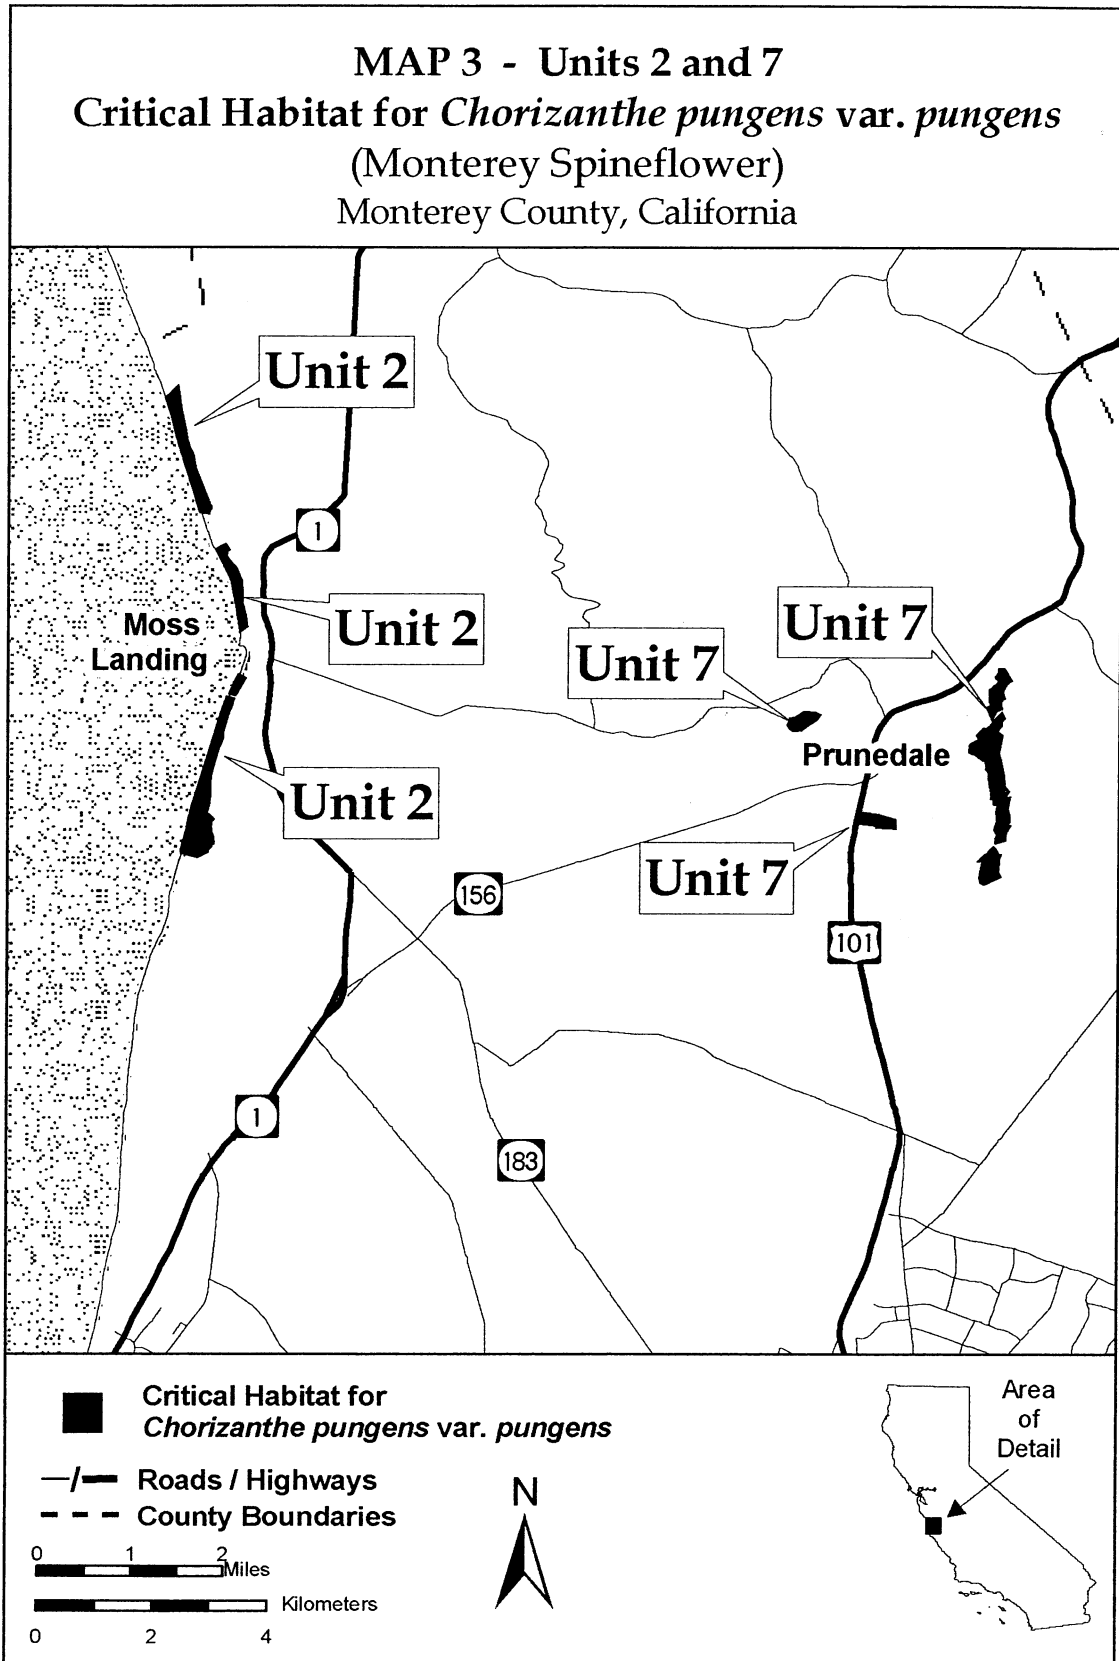 MAP 3 - Units 2 and 7
Critical Habitat for Chorizanthe pungens var. pungens
(Monterey Spineflower)
Monterey County, California
Unit 2
1
Unit 2
Moss
Landing
Unit 7
Unit 7
Prunedale
Unit 2
Unit 7
156
101
1
183
Critical Habitat for
Chorizanthe pungens var. pungens
Roads / Highways
County Boundaries
0 1 2
Miles
Kilometers
0 2 4
N
Area
of
Detail